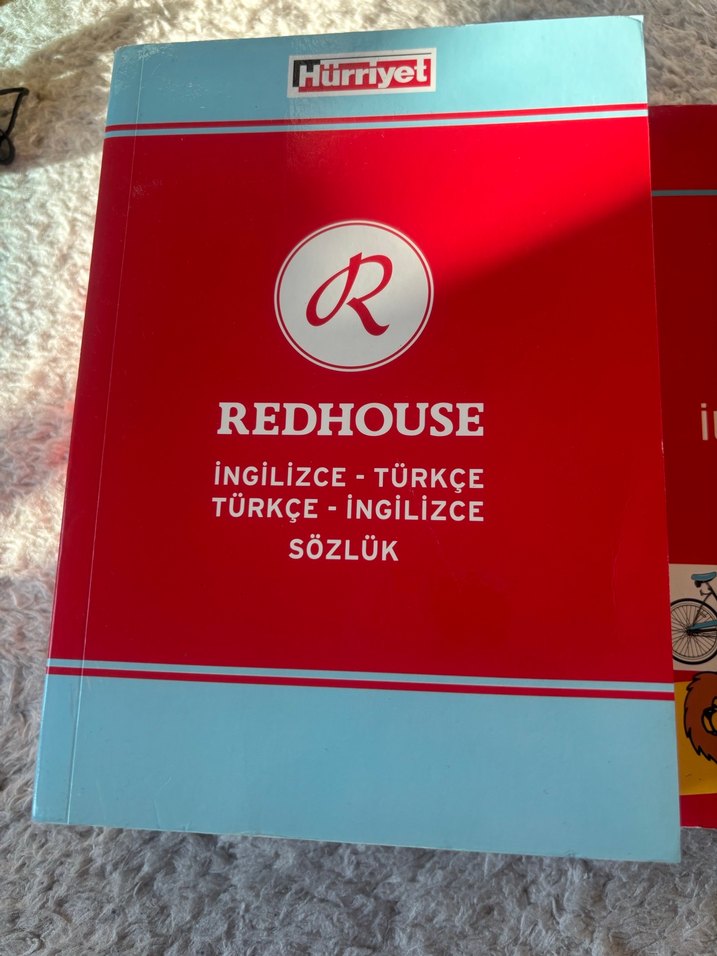 Hürriyet
R
REDHOUSE
İNGİLİZCE - TÜRKÇE
TÜRKÇE - İNGİLİZCE
SÖZLÜK